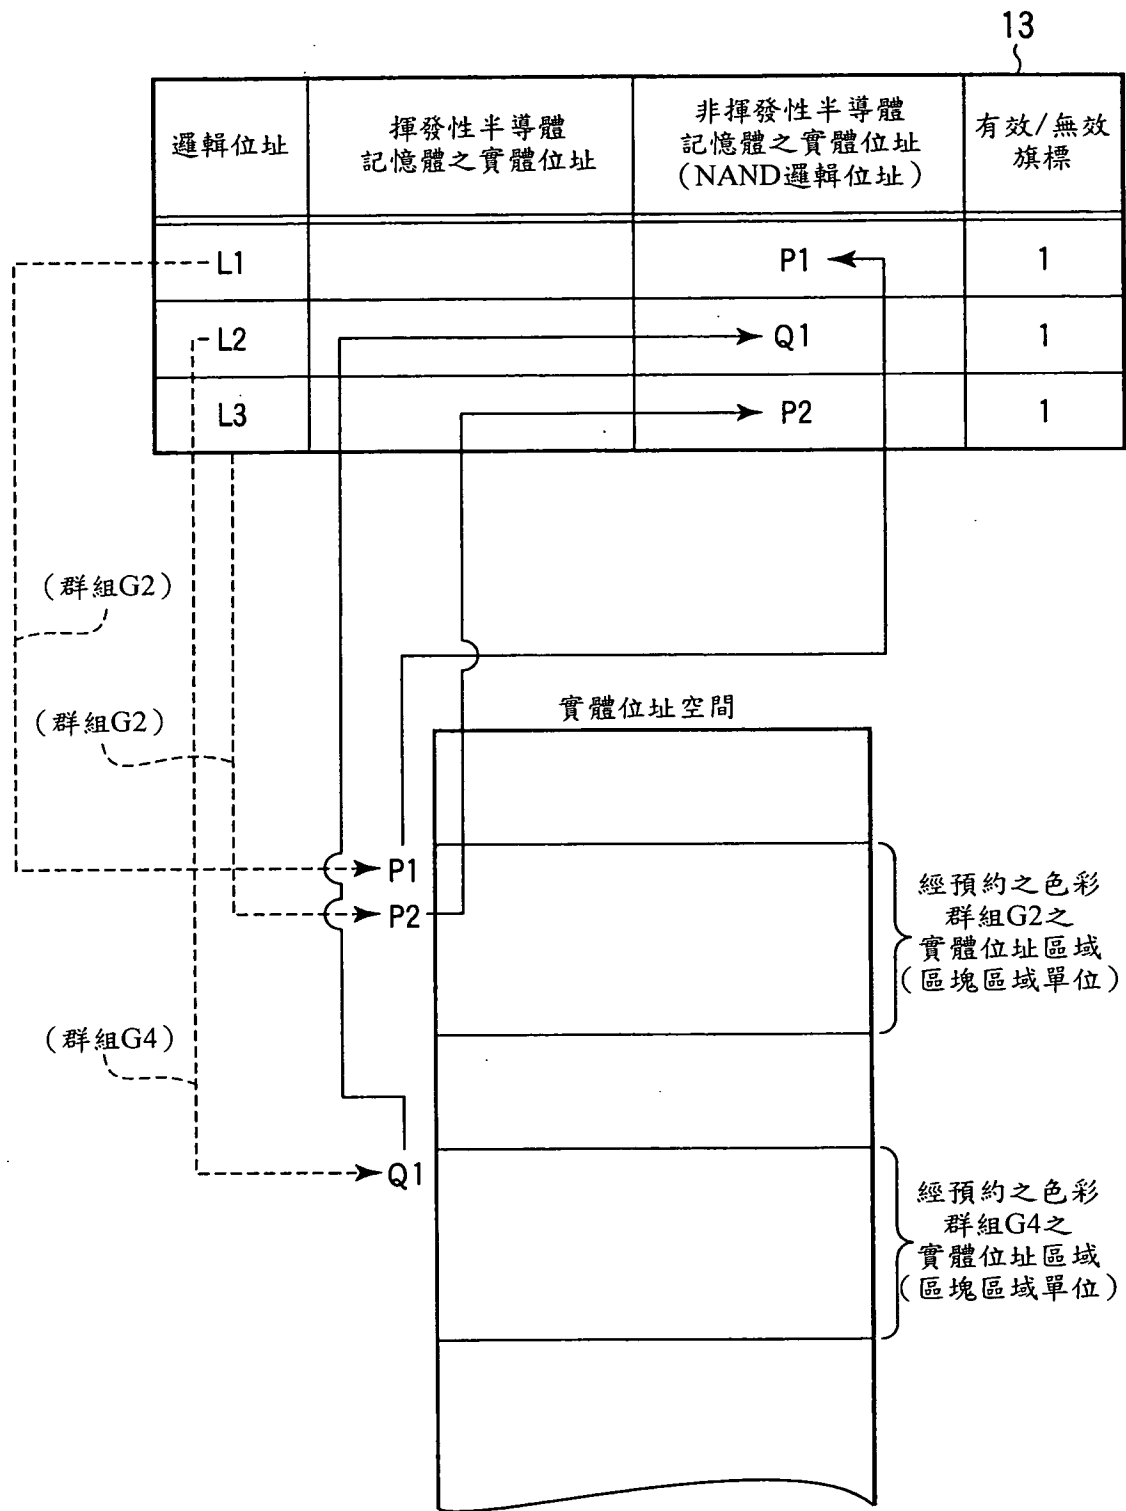 13
邏輯位址
揮發性半導體
記憶體之實體位址
非揮發性半導體
記憶體之實體位址
(NAND邏輯位址)
有效/無效
旗標
L1
P1
1
L2
Q1
1
L3
P2
1
(群組G2)
(群組G2)
實體位址空間
P1
P2
經預約之色彩
群組G2之
實體位址區域
(區塊區域單位)
(群組G4)
Q1
經預約之色彩
群組G4之
實體位址區域
(區塊區域單位)